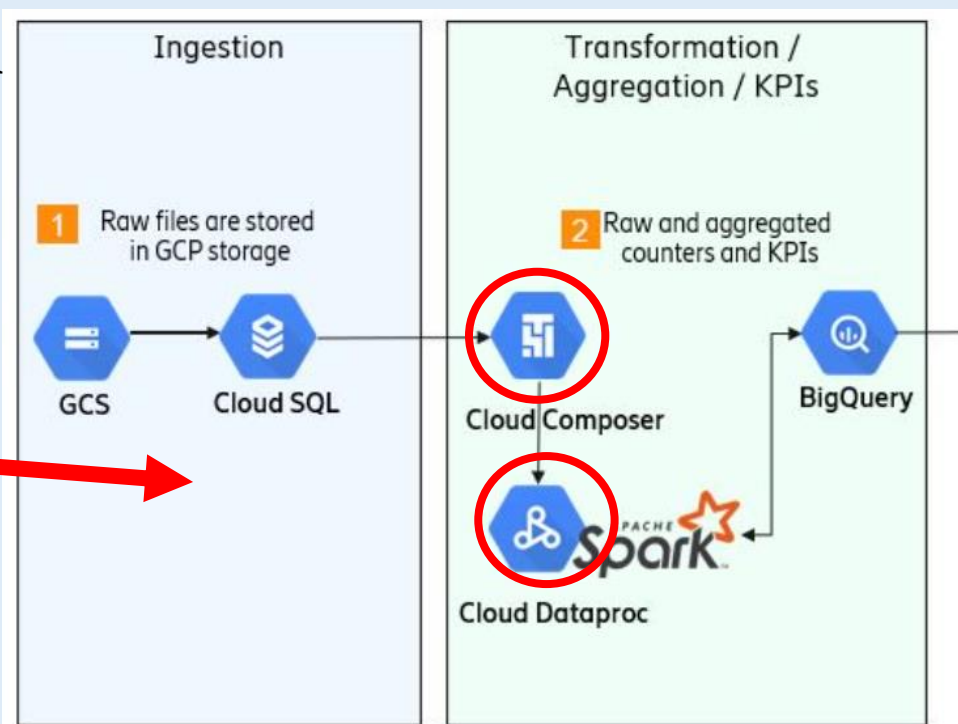 Ingestion
1 Raw files are stored
in GCP storage
GCS
Cloud SQL
Transformation /
Aggregation / KPIs
2 Raw and aggregated
counters and KPIs
Cloud Composer
BigQuery
PACHE
Spark
Cloud Dataproc